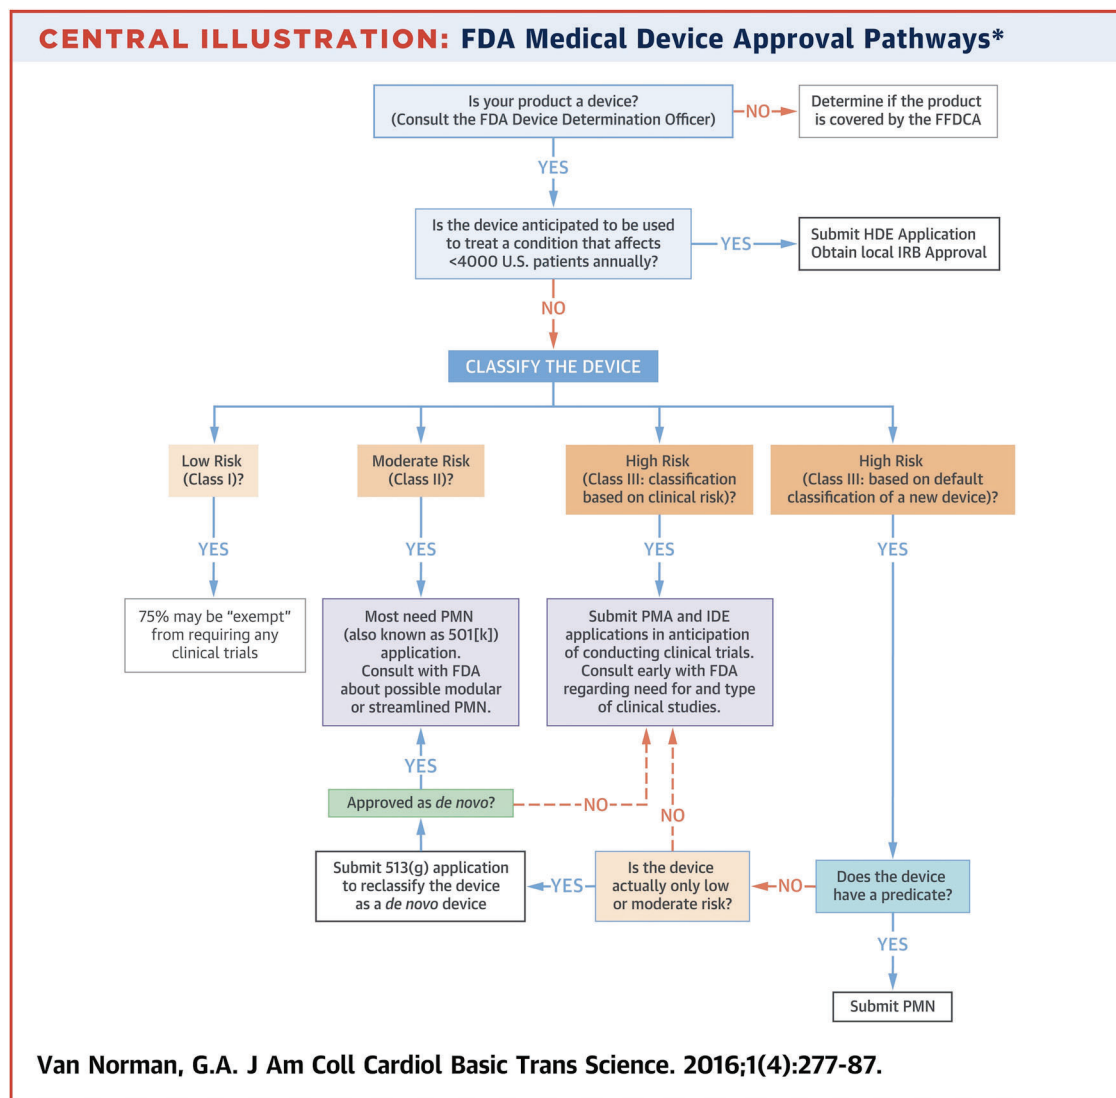 CENTRAL ILLUSTRATION: FDA Medical Device Approval Pathways*
Is your product a device?
(Consult the FDA Device Determination Officer)
NO
Determine if the product
is covered by the FFDCA
YES
Is the device anticipated to be used
to treat a condition that affects
<4000 U.S. patients annually?
YES
Submit HDE Application
Obtain local IRB Approval
NO
CLASSIFY THE DEVICE
Low Risk
(Class I)?
Moderate Risk
(Class II)?
High Risk
(Class III: classification
based on clinical risk)?
High Risk
(Class III: based on default
classification of a new device)?
YES
YES
YES
YES
75% may be “exempt”
from requiring any
clinical trials
Most need PMN
(also known as 501[k])
application.
Consult with FDA
about possible modular
or streamlined PMN.
Submit PMA and IDE
applications in anticipation
of conducting clinical trials.
Consult early with FDA
regarding need for and type
of clinical studies.
YES
Approved as de novo?
NO
NO
Submit 513(g) application
to reclassify the device
as a de novo device
YES
Is the device
actually only low
or moderate risk?
NO
Does the device
have a predicate?
YES
Submit PMN
Van Norman, G.A. J Am Coll Cardiol Basic Trans Science. 2016;1(4):277-87.